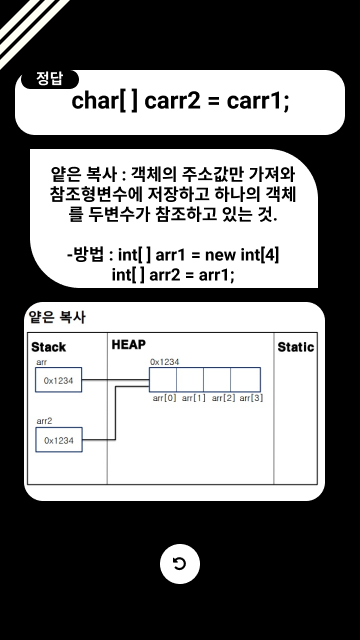 정답
char[ ] carr2 = carr1;
얕은 복사 : 객체의 주소값만 가져와
참조형변수에 저장하고 하나의 객체
를 두변수가 참조하고 있는 것.
-방법 : int[ ] arr1 = new int[4]
int[ ] arr2 = arr1;
얕은 복사
Stack HEAP Static
arr 0x1234
0x1234
arr[0] arr[1] arr[2] arr[3]
arr2
0x1234